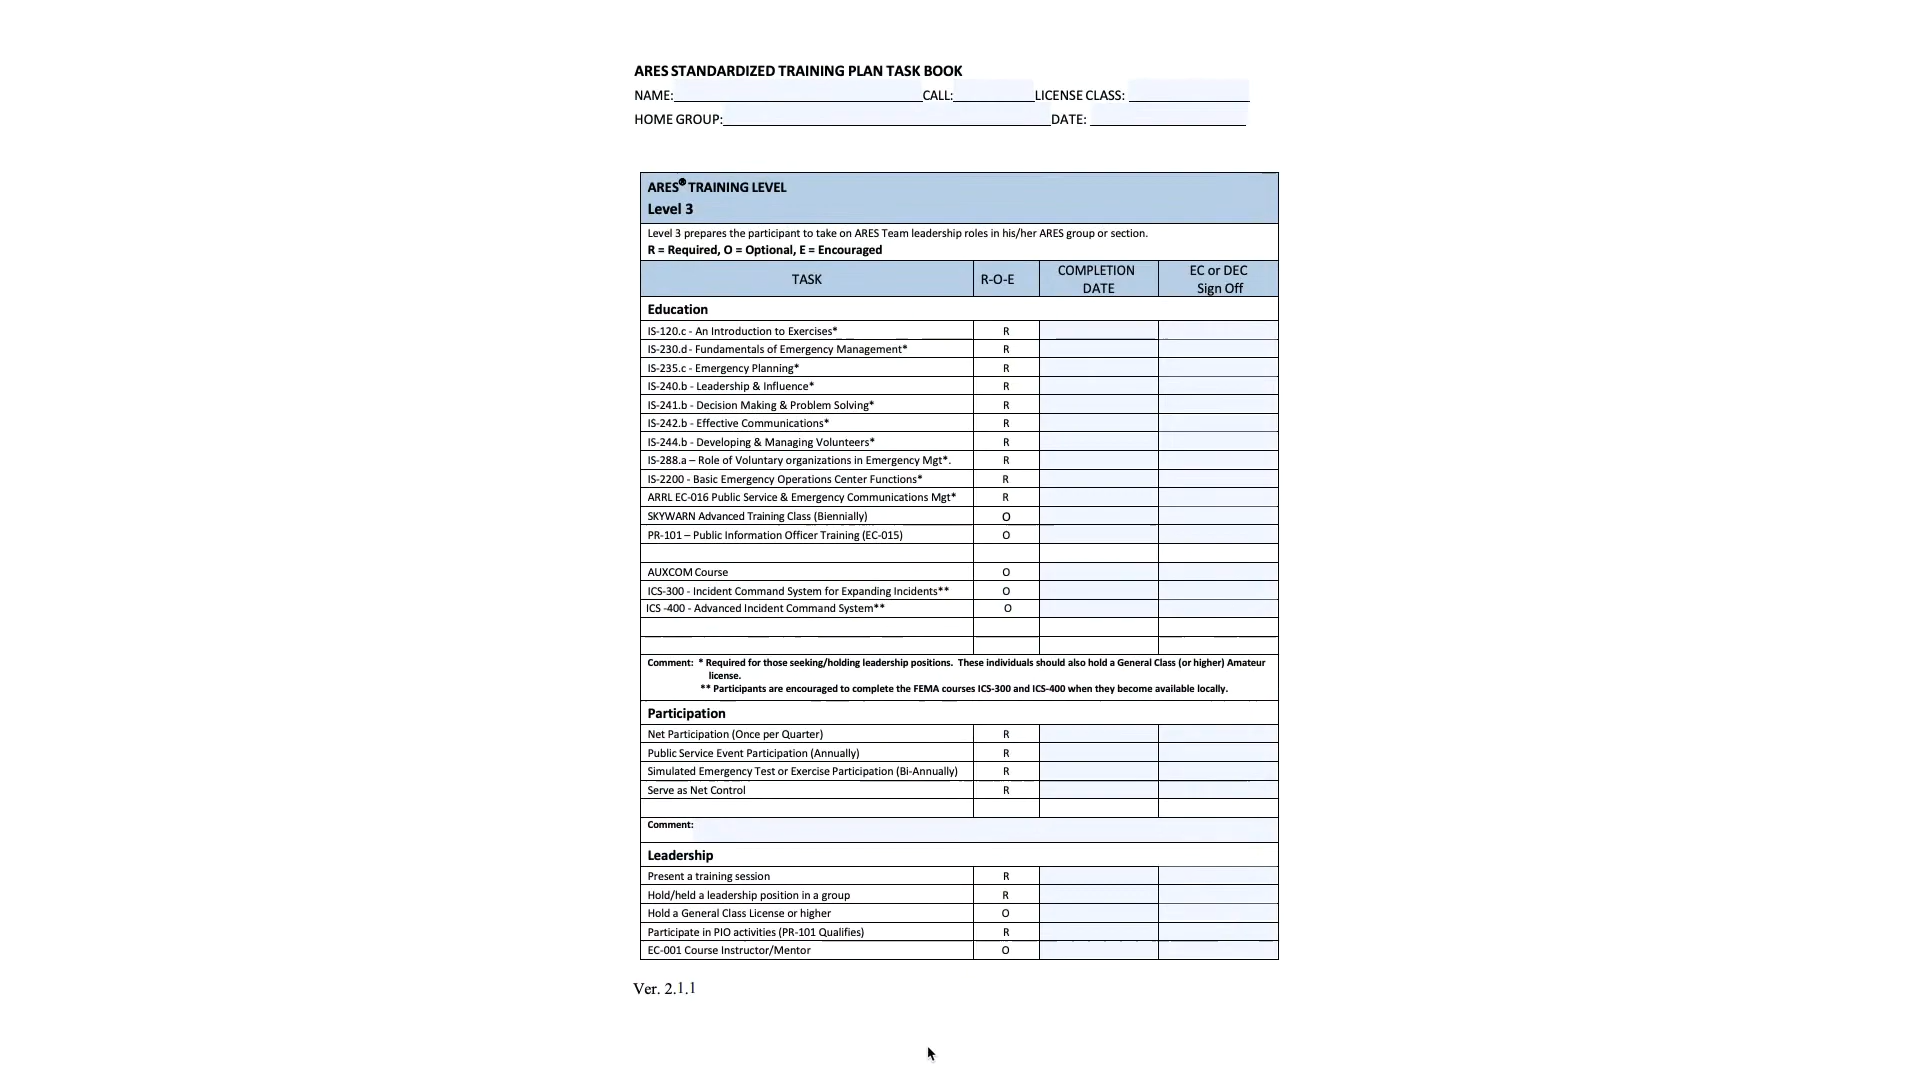 ARES STANDARDIZED TRAINING PLAN TASK BOOK
NAME: CALL: LICENSE CLASS:
HOME GROUP: DATE:
ARES® TRAINING LEVEL
Level 3
Level 3 prepares the participant to take on ARES Team leadership roles in his/her ARES group or section.
R = Required, O = Optional, E = Encouraged
TASK R-O-E COMPLETION DATE EC or DEC Sign Off
Education
IS-120.c - An Introduction to Exercises* R
IS-230.d - Fundamentals of Emergency Management* R
IS-235.c - Emergency Planning* R
IS-240.b - Leadership & Influence* R
IS-241.b - Decision Making & Problem Solving* R
IS-242.b - Effective Communications* R
IS-244.b - Developing & Managing Volunteers* R
IS-288.a – Role of Voluntary organizations in Emergency Mgt*. R
IS-2200 - Basic Emergency Operations Center Functions* R
ARRL EC-016 Public Service & Emergency Communications Mgt* R
SKYWARN Advanced Training Class (Biennially) O
PR-101 – Public Information Officer Training (EC-015) O
AUXCOM Course O
ICS-300 - Incident Command System for Expanding Incidents** O
ICS -400 - Advanced Incident Command System** O
Comment: * Required for those seeking/holding leadership positions. These individuals should also hold a General Class (or higher) Amateur
license.
** Participants are encouraged to complete the FEMA courses ICS-300 and ICS-400 when they become available locally.
Participation
Net Participation (Once per Quarter) R
Public Service Event Participation (Annually) R
Simulated Emergency Test or Exercise Participation (Bi-Annually) R
Serve as Net Control R
Comment:
Leadership
Present a training session R
Hold/held a leadership position in a group R
Hold a General Class License or higher O
Participate in PIO activities (PR-101 Qualifies) R
EC-001 Course Instructor/Mentor O
Ver. 2.1.1